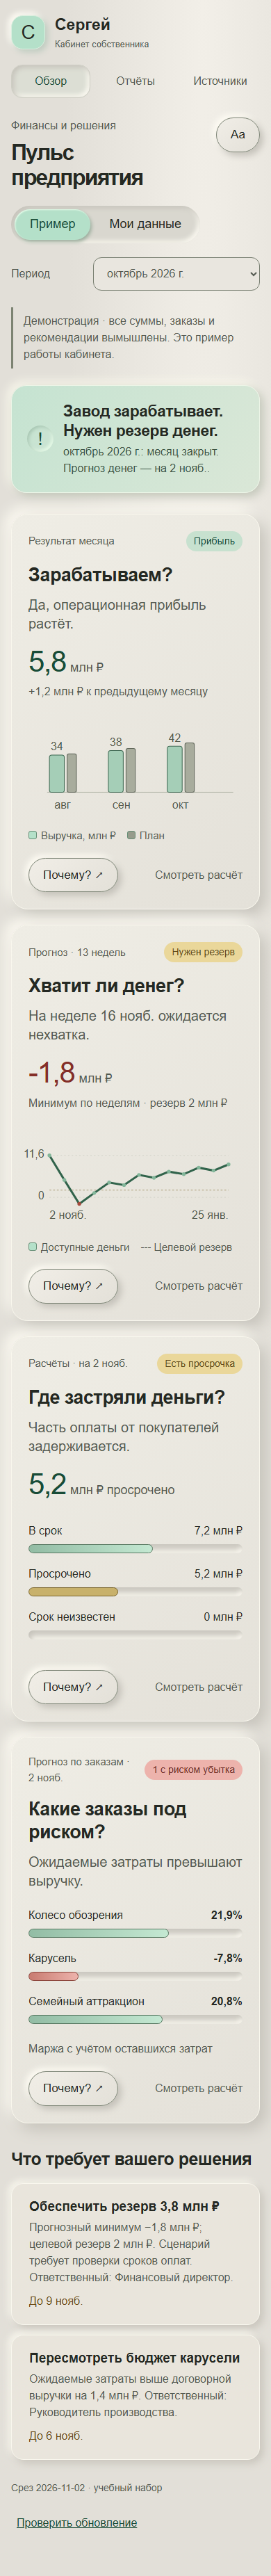 С
Сергей
Кабинет собственника
Обзор
Отчёты
Источники
Финансы и решения
Пульс
предприятия
Аа
Пример
Мои данные
Период
октябрь 2026 г.
Демонстрация · все суммы, заказы и
рекомендации вымышлены. Это пример
работы кабинета.
!
Завод зарабатывает.
Нужен резерв денег.
октябрь 2026 г.: месяц закрыт.
Прогноз денег — на 2 нояб..
Результат месяца
Прибыль
Зарабатываем?
Да, операционная прибыль
растёт.
5,8 млн ₽
+1,2 млн ₽ к предыдущему месяцу
34
38
42
авг
сен
окт
Выручка, млн ₽
План
Почему? ↗
Смотреть расчёт
Прогноз · 13 недель
Нужен резерв
Хватит ли денег?
На неделе 16 нояб. ожидается
нехватка.
-1,8 млн ₽
Минимум по неделям · резерв 2 млн ₽
11,6
0
2 нояб.
25 янв.
Доступные деньги
--- Целевой резерв
Почему? ↗
Смотреть расчёт
Расчёты · на 2 нояб.
Есть просрочка
Где застряли деньги?
Часть оплаты от покупателей
задерживается.
5,2 млн ₽ просрочено
В срок
7,2 млн ₽
Просрочено
5,2 млн ₽
Срок неизвестен
0 млн ₽
Почему? ↗
Смотреть расчёт
Прогноз по заказам ·
2 нояб.
1 с риском убытка
Какие заказы под
риском?
Ожидаемые затраты превышают
выручку.
Колесо обозрения
21,9%
Карусель
-7,8%
Семейный аттракцион
20,8%
Маржа с учётом оставшихся затрат
Почему? ↗
Смотреть расчёт
Что требует вашего решения
Обеспечить резерв 3,8 млн ₽
Прогнозный минимум −1,8 млн ₽;
целевой резерв 2 млн ₽. Сценарий
требует проверки сроков оплат.
Ответственный: Финансовый директор.
До 9 нояб.
Пересмотреть бюджет карусели
Ожидаемые затраты выше договорной
выручки на 1,4 млн ₽. Ответственный:
Руководитель производства.
До 6 нояб.
Срез 2026-11-02 · учебный набор
Проверить обновление